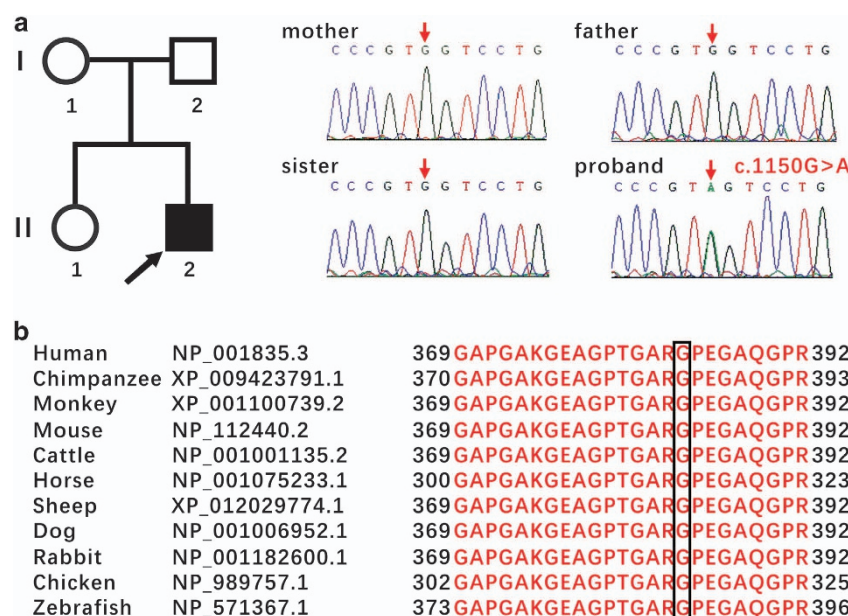 a
I
1
2
II
1
2
mother
C C C G T G G T C C T G
father
C C C G T G G T C C T G
sister
C C C G T G G T C C T G
proband
c.1150G>A
C C C G T A G T C C T G
b
Human NP_001835.3 369 GAPGAKGEAGPTGARGPEGAQGPR 392
Chimpanzee XP_009423791.1 370 GAPGAKGEAGPTGARGPEGAQGPR 393
Monkey XP_001100739.2 369 GAPGAKGEAGPTGARGPEGAQGPR 392
Mouse NP_112440.2 369 GAPGAKGEAGPTGARGPEGAQGPR 392
Cattle NP_001001135.2 369 GAPGAKGEAGPTGARGPEGAQGPR 392
Horse NP_001075233.1 300 GAPGAKGEAGPTGARGPEGAQGPR 323
Sheep XP_012029774.1 369 GAPGAKGEAGPTGARGPEGAQGPR 392
Dog NP_001006952.1 369 GAPGAKGEAGPTGARGPEGAQGPR 392
Rabbit NP_001182600.1 369 GAPGAKGEAGPTGARGPEGAQGPR 392
Chicken NP_989757.1 302 GAPGAKGEAGPTGARGPEGAQGPR 325
Zebrafish NP_571367.1 373 GAPGAKGEAGPTGARGPEGAQGPR 396